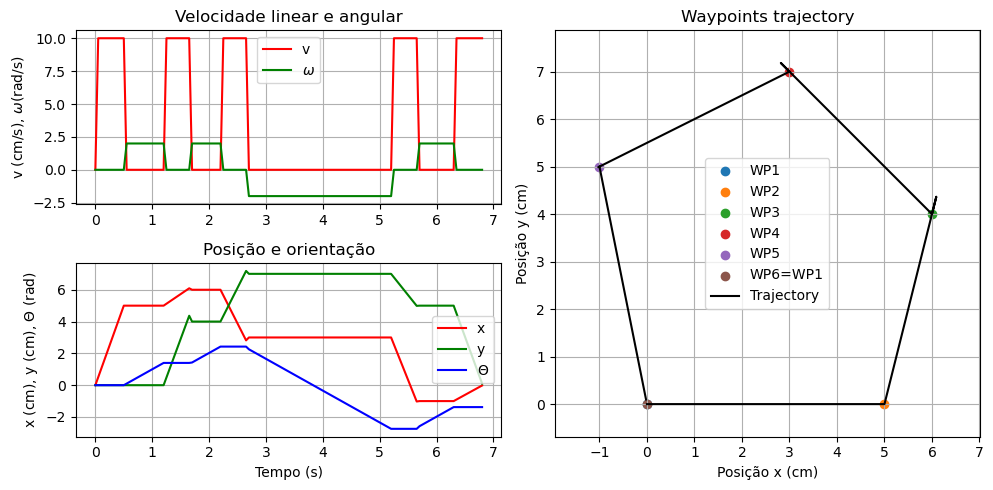 Velocidade linear e angular
v (cm/s), ω(rad/s)
10.0
7.5
5.0
2.5
0.0
−2.5
v
ω
0 1 2 3 4 5 6 7
Posição e orientação
x (cm), y (cm), Θ (rad)
6
4
2
0
−2
x
y
Θ
0 1 2 3 4 5 6 7
Tempo (s)
Waypoints trajectory
Posição y (cm)
7
6
5
4
3
2
1
0
WP1
WP2
WP3
WP4
WP5
WP6=WP1
Trajectory
−1 0 1 2 3 4 5 6 7
Posição x (cm)